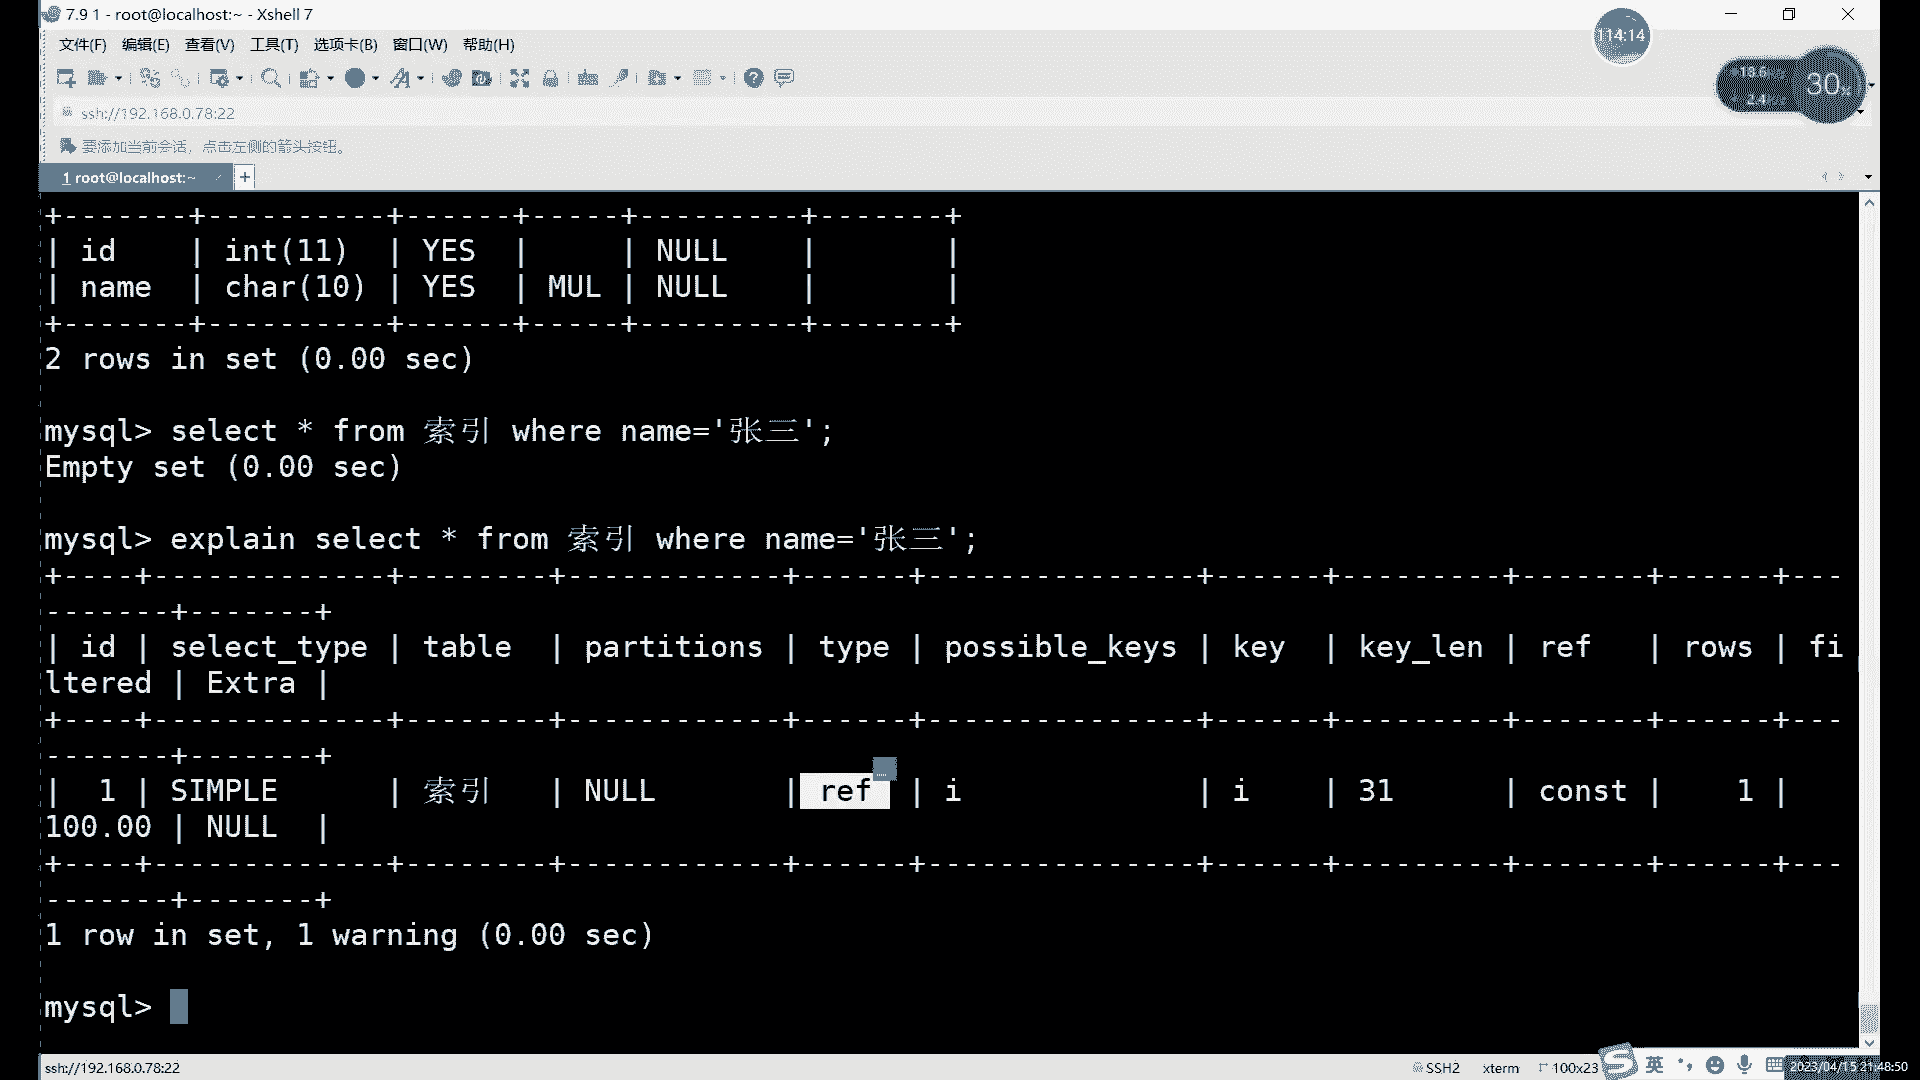 7.9 1 - root@localhost:~ - Xshell 7
文件(F) 编辑(E) 查看(V) 工具(T) 选项卡(B) 窗口(W) 帮助(H)
114:14
18.6
2.4
30%
ssh://192.168.0.78:22
要添加当前会话，点击左侧的箭头按钮。
1 root@localhost:~ +
+-------+----------+------+-----+---------+-------+
| id    | int(11)  | YES  |     | NULL    |       |
| name  | char(10) | YES  | MUL | NULL    |       |
+-------+----------+------+-----+---------+-------+
2 rows in set (0.00 sec)
mysql> select * from 索引 where name='张三';
Empty set (0.00 sec)
mysql> explain select * from 索引 where name='张三';
+----+-------------+--------+------------+------+---------------+------+---------+-------+------+---
-------+-------+
| id | select_type | table  | partitions | type | possible_keys | key  | key_len | ref   | rows | fi
ltered | Extra |
+----+-------------+--------+------------+------+---------------+------+---------+-------+------+---
-------+-------+
|  1 | SIMPLE      | 索引   | NULL       | ref  | i             | i    | 31      | const |    1 |
100.00 | NULL  |
+----+-------------+--------+------------+------+---------------+------+---------+-------+------+---
-------+-------+
1 row in set, 1 warning (0.00 sec)
mysql>
ssh://192.168.0.78:22 SSH2 xterm 100x23 英 2023/04/15 21:48:50